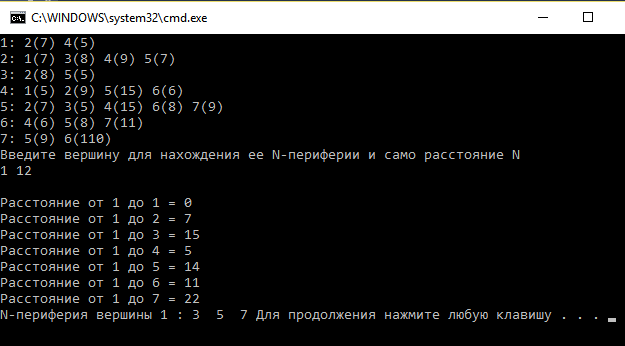 C:\WINDOWS\system32\cmd.exe
1: 2(7) 4(5)
2: 1(7) 3(8) 4(9) 5(7)
3: 2(8) 5(5)
4: 1(5) 2(9) 5(15) 6(6)
5: 2(7) 3(5) 4(15) 6(8) 7(9)
6: 4(6) 5(8) 7(11)
7: 5(9) 6(110)
Введите вершину для нахождения ее N-периферии и само расстояние N
1 12
Расстояние от 1 до 1 = 0
Расстояние от 1 до 2 = 7
Расстояние от 1 до 3 = 15
Расстояние от 1 до 4 = 5
Расстояние от 1 до 5 = 14
Расстояние от 1 до 6 = 11
Расстояние от 1 до 7 = 22
N-периферия вершины 1 : 3  5  7 Для продолжения нажмите любую клавишу . . .